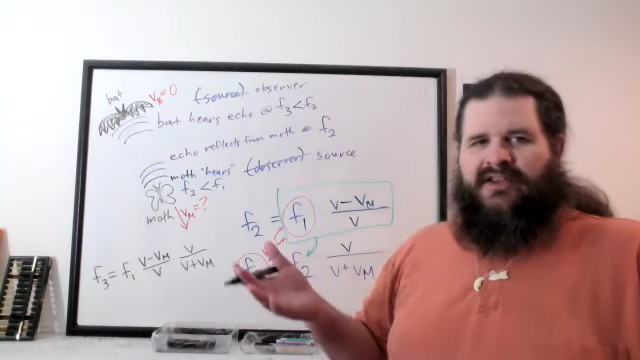 bat
v_B=0
(source) observer
bat hears echo @ f₃<f₂
echo reflects from moth @ f₂
moth "hears" (observer) source
f₂<f₁
moth
v_M=?
f₂ = f₁ (v-v_M)/v
f₂ v/(v+v_M)
f₃=f₁ (v-v_M)/v v/(v+v_M)